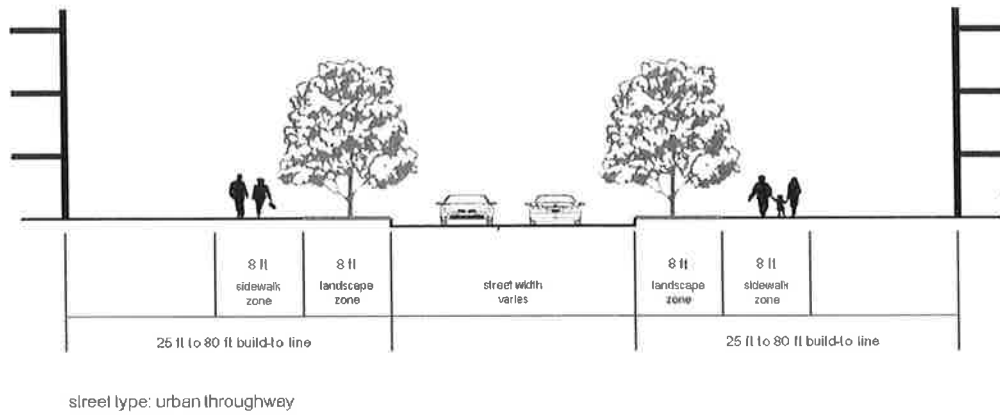 8 ft
sidewalk
zone
8 ft
landscape
zone
street width
varies
8 ft
landscape
zone
8 ft
sidewalk
zone
25 ft to 80 ft build-to line
25 ft to 80 ft build-to line
street type: urban throughway